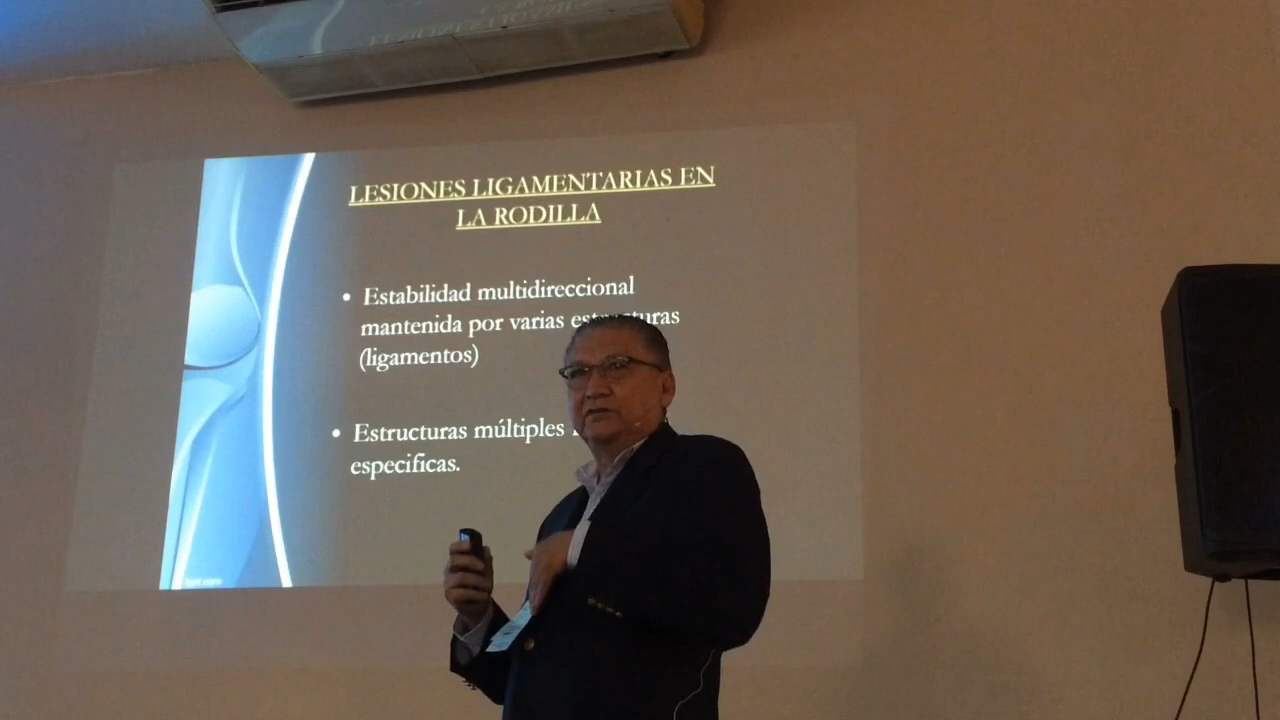 LESIONES LIGAMENTARIAS EN
LA RODILLA
• Estabilidad multidireccional
mantenida por varias
(ligamentos)
• Estructuras múltiples
especificas.